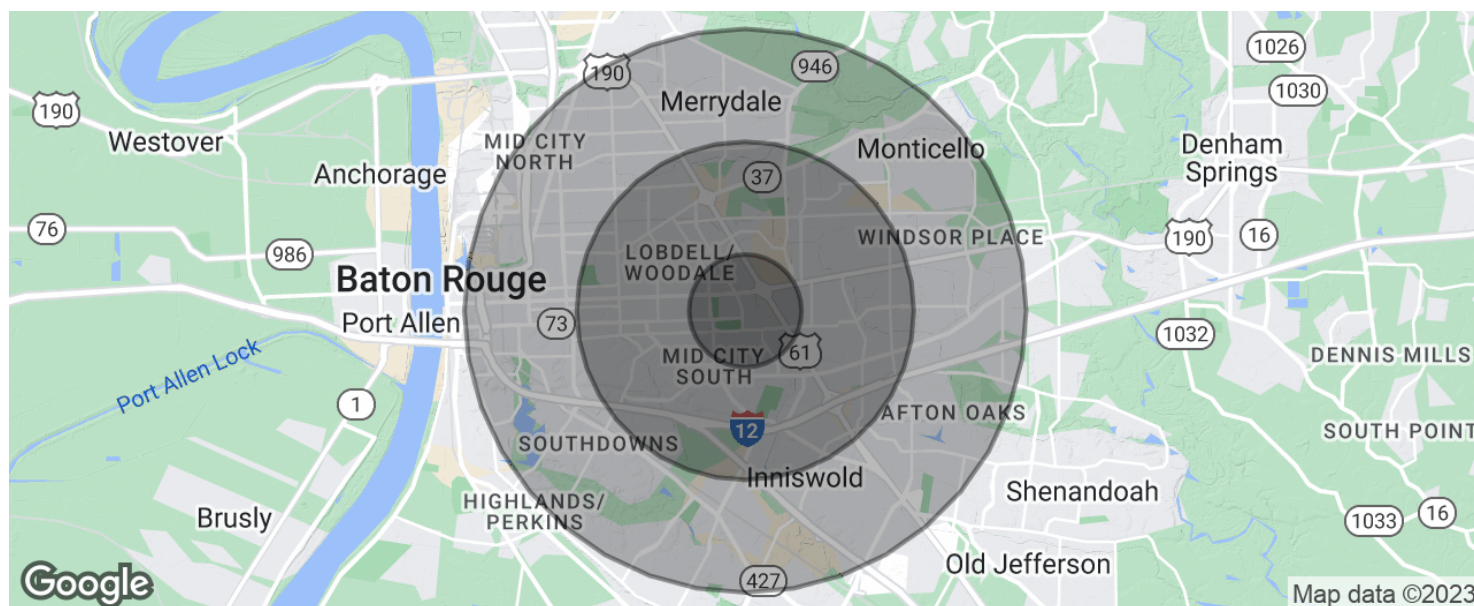 1026
946
190
1030
190
Merrydale
Westover
MID CITY
NORTH
Monticello
Denham
Springs
Anchorage
37
76
986
LOBDELL/
WOODALE
WINDSOR PLACE
190
16
Baton Rouge
Port Allen
73
61
1032
MID CITY
SOUTH
DENNIS MILLS
Port Allen Lock
1
12
AFTON OAKS
SOUTH POINT
SOUTHDOWNS
Inniswold
Shenandoah
HIGHLANDS/
PERKINS
Brusly
1033
16
Old Jefferson
427
Google
Map data ©2023